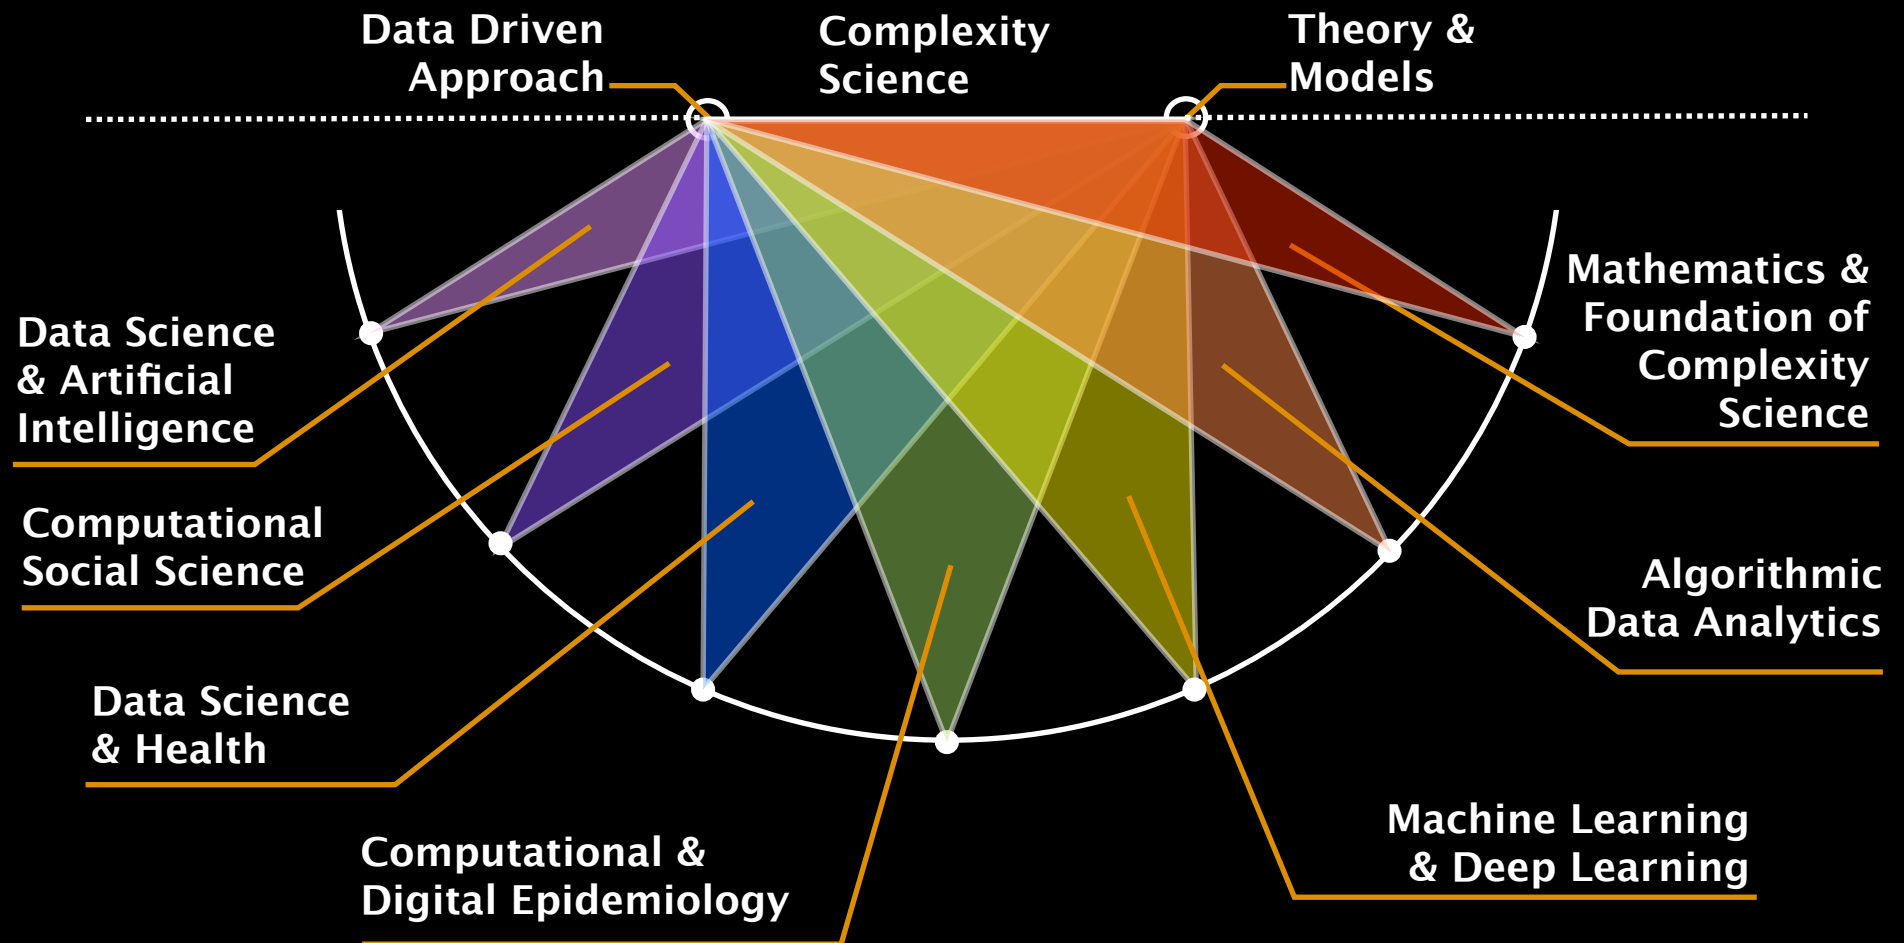 Data Driven
Approach
Complexity
Science
Theory &
Models
Data Science
& Artificial
Intelligence
Computational
Social Science
Data Science
& Health
Computational &
Digital Epidemiology
Machine Learning
& Deep Learning
Algorithmic
Data Analytics
Mathematics &
Foundation of
Complexity
Science